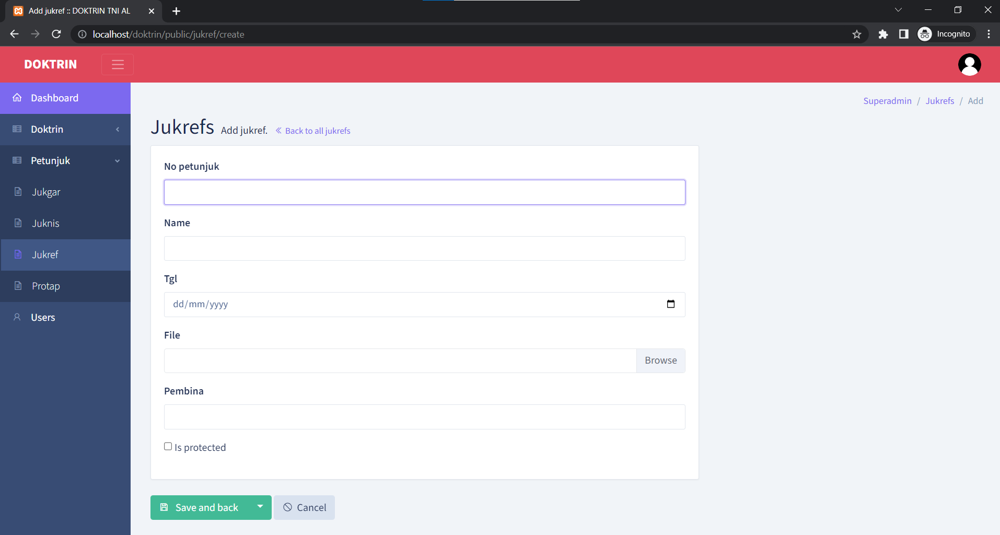 Add jukref :: DOKTRIN TNI AL
localhost/doktrin/public/jukref/create
Incognito
DOKTRIN
Dashboard
Doktrin
Petunjuk
Jukgar
Juknis
Jukref
Protap
Users
Superadmin / Jukrefs / Add
Jukrefs Add jukref. « Back to all jukrefs
No petunjuk
Name
Tgl
dd/mm/yyyy
File
Browse
Pembina
Is protected
Save and back
Cancel